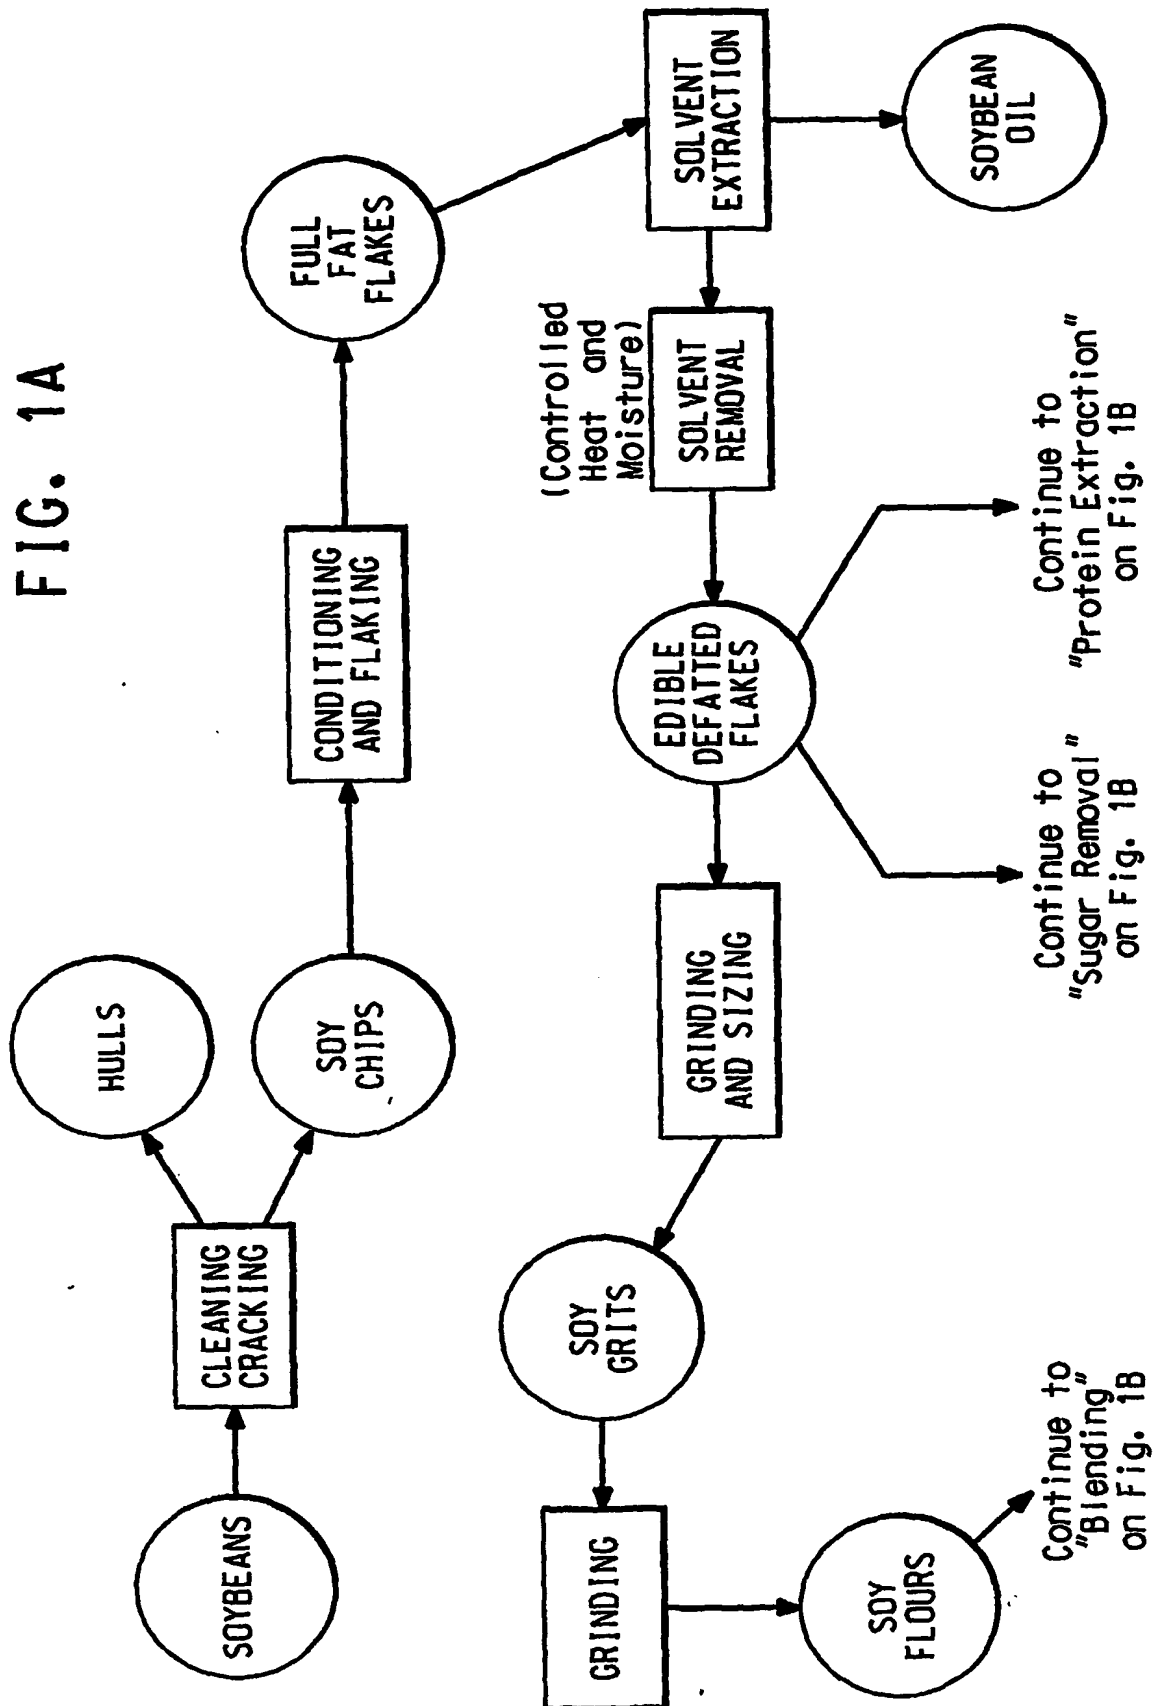 FIG. 1A
SOYBEANS
CLEANING
CRACKING
HULLS
SOY
CHIPS
CONDITIONING
AND FLAKING
FULL
FAT
FLAKES
SOLVENT
EXTRACTION
SOYBEAN
OIL
(Controlled
Heat and
Moisture)
SOLVENT
REMOVAL
EDIBLE
DEFATTED
FLAKES
Continue to
"Protein Extraction"
on Fig. 1B
Continue to
"Sugar Removal"
on Fig. 1B
GRINDING
AND SIZING
SOY
GRITS
GRINDING
SOY
FLOURS
Continue to
"Blending"
on Fig. 1B